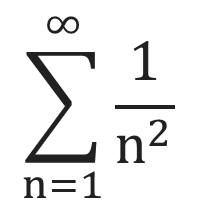 ∞
∑ 1/n²
n=1